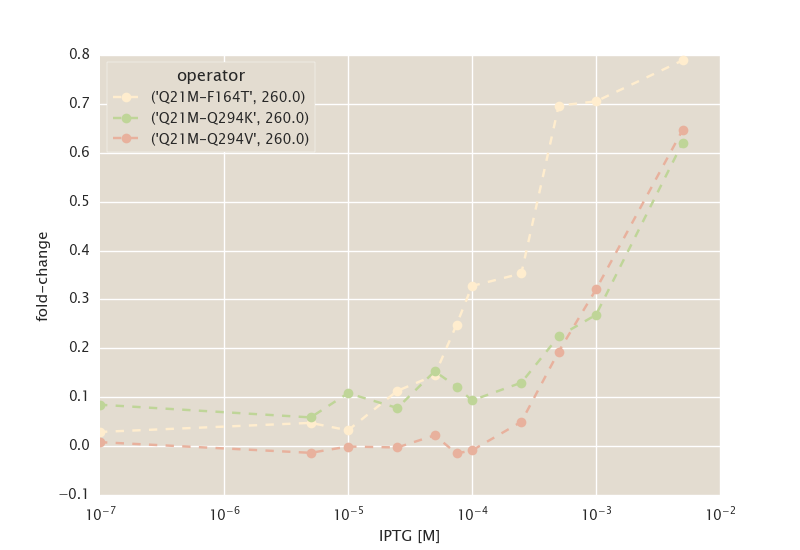 0.8
0.7
0.6
0.5
0.4
0.3
0.2
0.1
0.0
−0.1
fold−change
operator
('Q21M−F164T', 260.0)
('Q21M−Q294K', 260.0)
('Q21M−Q294V', 260.0)
10⁻⁷ 10⁻⁶ 10⁻⁵ 10⁻⁴ 10⁻³ 10⁻²
IPTG [M]